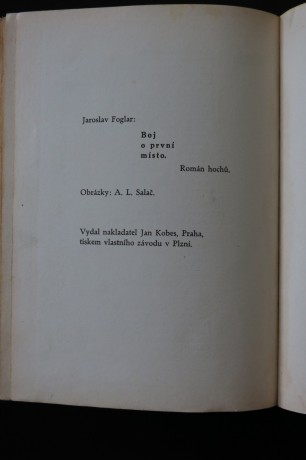 Jaroslav Foglar:
Boj
o první
místo.
Román hochů.
Obrázky: A. L. Salač.
Vydal nakladatel Jan Kobes, Praha,
tiskem vlastního závodu v Plzni.